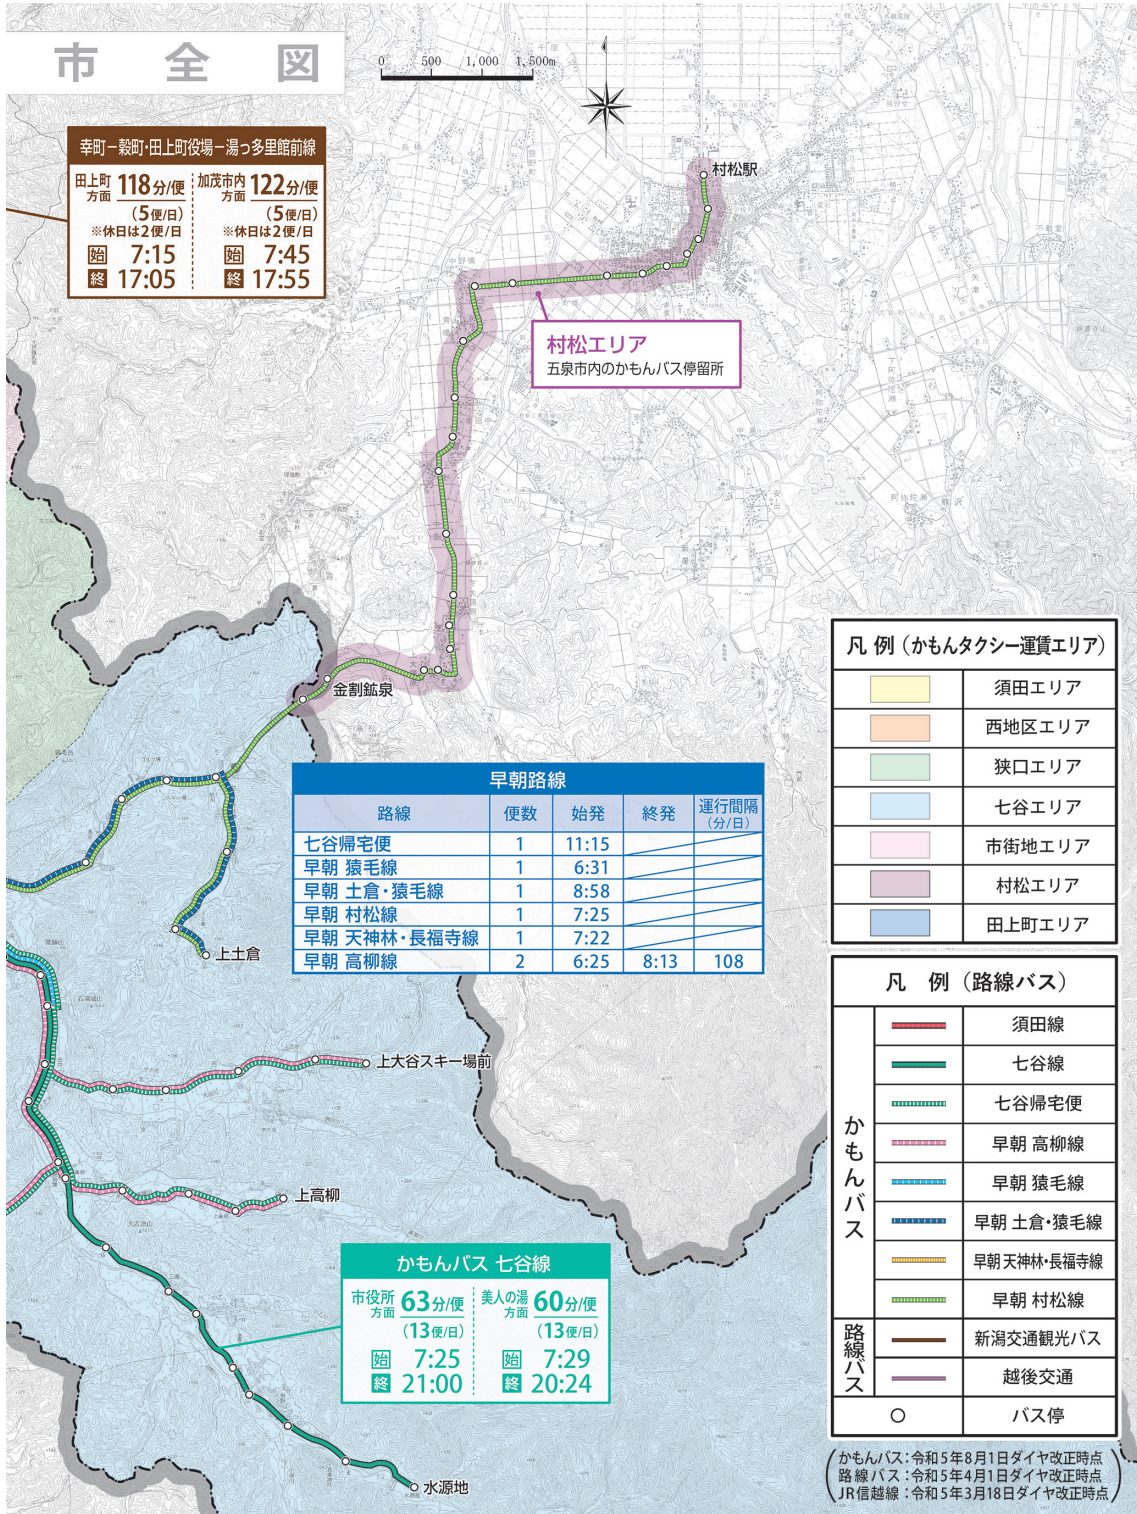 市 全 図
0 500 1,000 1,500m
幸町－穀町・田上町役場－湯っ多里館前線
田上町方面 118分/便
(5便/日)
※休日は2便/日
始 7:15
終 17:05
加茂市内方面 122分/便
(5便/日)
※休日は2便/日
始 7:45
終 17:55
村松駅
村松エリア
五泉市内のかもんバス停留所
金割鉱泉
凡 例（かもんタクシー運賃エリア）
須田エリア
西地区エリア
狭口エリア
七谷エリア
市街地エリア
村松エリア
田上町エリア
早朝路線
路線 便数 始発 終発 運行間隔（分/日）
七谷帰宅便 1 11:15
早朝 猿毛線 1 6:31
早朝 土倉・猿毛線 1 8:58
早朝 村松線 1 7:25
早朝 天神林・長福寺線 1 7:22
早朝 高柳線 2 6:25 8:13 108
上土倉
上大谷スキー場前
上高柳
かもんバス 七谷線
市役所方面 63分/便
(13便/日)
始 7:25
終 21:00
美人の湯方面 60分/便
(13便/日)
始 7:29
終 20:24
水源地
凡 例（路線バス）
かもんバス
須田線
七谷線
七谷帰宅便
早朝 高柳線
早朝 猿毛線
早朝 土倉・猿毛線
早朝 天神林・長福寺線
早朝 村松線
路線バス
新潟交通観光バス
越後交通
バス停
かもんバス：令和5年8月1日ダイヤ改正時点
路線バス：令和5年4月1日ダイヤ改正時点
JR信越線：令和5年3月18日ダイヤ改正時点